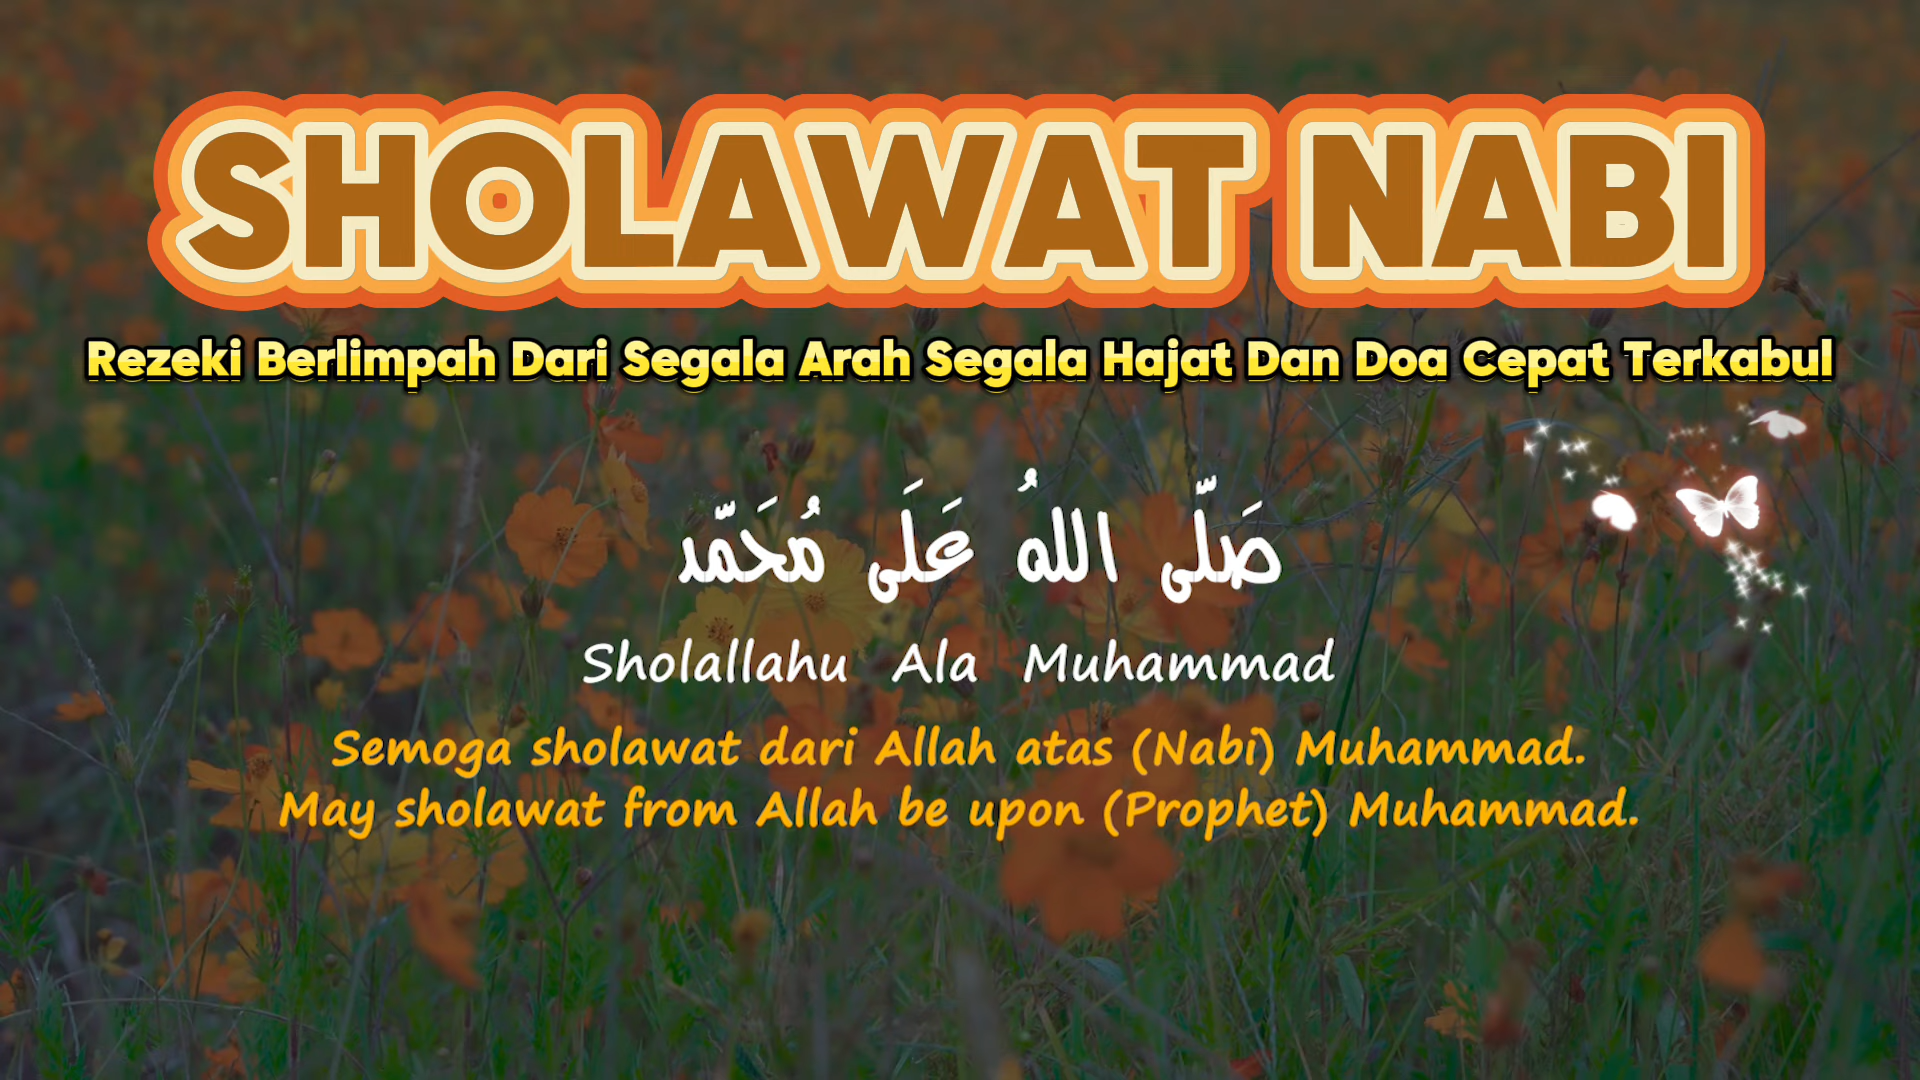 SHOLAWAT NABI
Rezeki Berlimpah Dari Segala Arah Segala Hajat Dan Doa Cepat Terkabul
صَلَّى اللهُ عَلَى مُحَمَّد
Sholallahu Ala Muhammad
Semoga sholawat dari Allah atas (Nabi) Muhammad.
May sholawat from Allah be upon (Prophet) Muhammad.